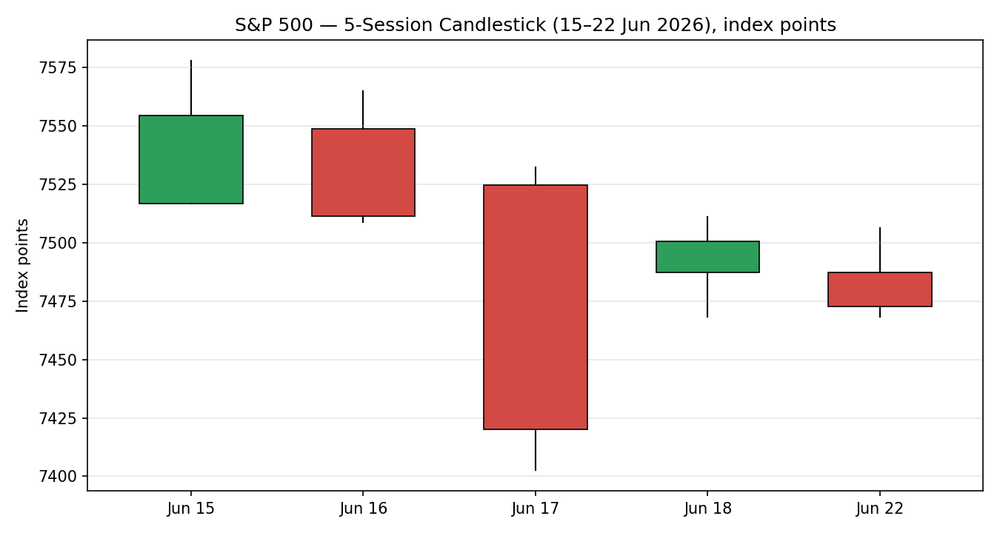 S&P 500 — 5-Session Candlestick (15–22 Jun 2026), index points
Index points
7575
7550
7525
7500
7475
7450
7425
7400
Jun 15
Jun 16
Jun 17
Jun 18
Jun 22